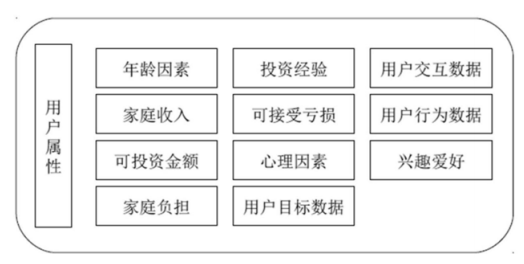 用户属性
年龄因素 投资经验 用户交互数据
家庭收入 可接受亏损 用户行为数据
可投资金额 心理因素 兴趣爱好
家庭负担 用户目标数据